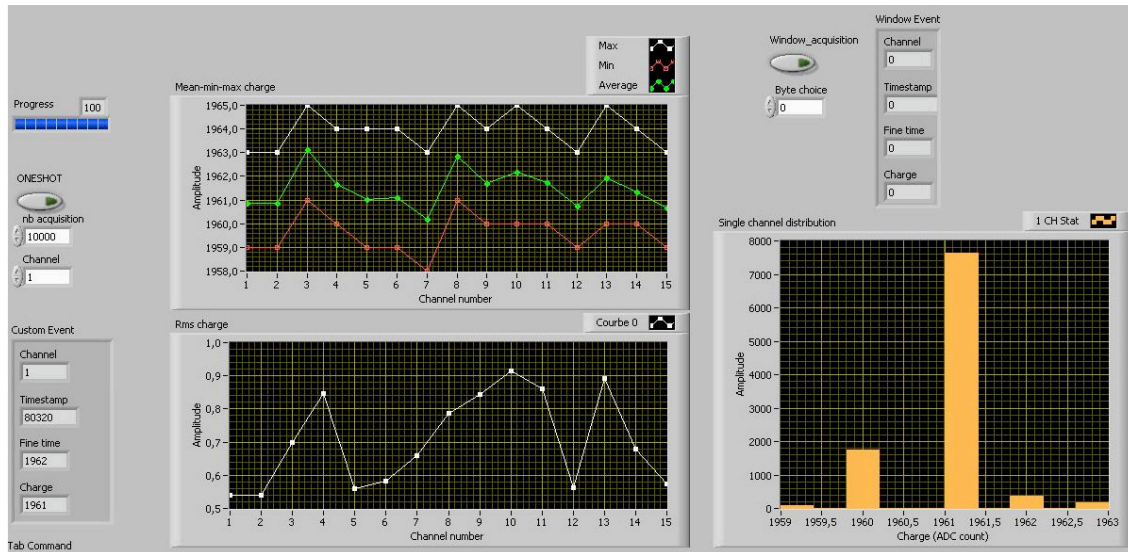 Progress 100
ONESHOT
nb acquisition
10000
Channel
1
Custom Event
Channel
1
Timestamp
80320
Fine time
1962
Charge
1961
Tab Command
Mean-min-max charge
Max
Min
Average
Amplitude
1965,0
1964,0
1963,0
1962,0
1961,0
1960,0
1959,0
1958,0
1 2 3 4 5 6 7 8 9 10 11 12 13 14 15
Channel number
Rms charge
Courbe 0
Amplitude
1,0
0,9
0,8
0,7
0,6
0,5
1 2 3 4 5 6 7 8 9 10 11 12 13 14 15
Channel number
Window_acquisition
Byte choice
0
Window Event
Channel
0
Timestamp
0
Fine time
0
Charge
0
Single channel distribution
1 CH Stat
Amplitude
8000
7000
6000
5000
4000
3000
2000
1000
0
1959 1959,5 1960 1960,5 1961 1961,5 1962 1962,5 1963
Charge (ADC count)